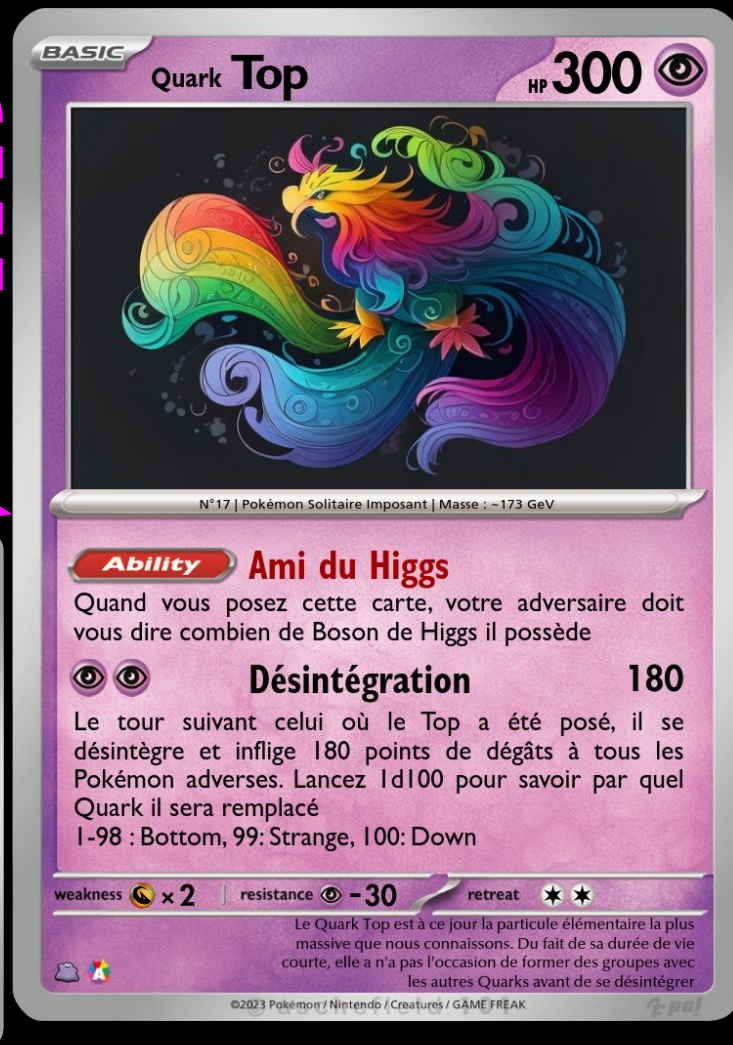 BASIC
Quark Top HP 300
N°17 | Pokémon Solitaire Imposant | Masse : ~173 GeV
Ability Ami du Higgs
Quand vous posez cette carte, votre adversaire doit
vous dire combien de Boson de Higgs il possède
Désintégration 180
Le tour suivant celui où le Top a été posé, il se
désintègre et inflige 180 points de dégâts à tous les
Pokémon adverses. Lancez 1d100 pour savoir par quel
Quark il sera remplacé
1-98 : Bottom, 99: Strange, 100: Down
weakness × 2 | resistance - 30 retreat
Le Quark Top est à ce jour la particule élémentaire la plus
massive que nous connaissons. Du fait de sa durée de vie
courte, elle a n'a pas l'occasion de former des groupes avec
les autres Quarks avant de se désintégrer
A
©2023 Pokémon / Nintendo / Creatures / GAME FREAK